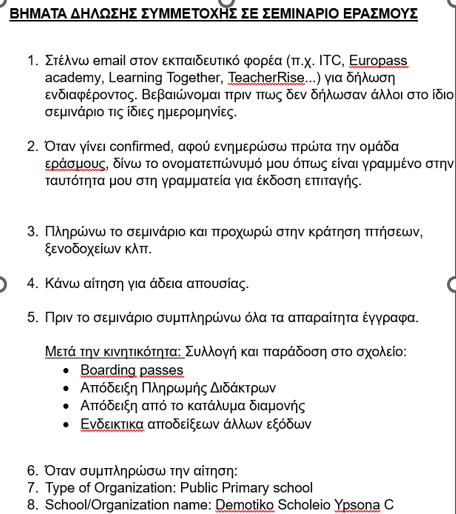 ΒΗΜΑΤΑ ΔΗΛΩΣΗΣ ΣΥΜΜΕΤΟΧΗΣ ΣΕ ΣΕΜΙΝΑΡΙΟ ΕΡΑΣΜΟΥΣ
1. Στέλνω email στον εκπαιδευτικό φορέα (π.χ. ITC, Europass
academy, Learning Together, TeacherRise...) για δήλωση
ενδιαφέροντος. Βεβαιώνομαι πριν πως δεν δήλωσαν άλλοι στο ίδιο
σεμινάριο τις ίδιες ημερομηνίες.
2. Όταν γίνει confirmed, αφού ενημερώσω πρώτα την ομάδα
εράσμους, δίνω το ονοματεπώνυμό μου όπως είναι γραμμένο στην
ταυτότητα μου στη γραμματεία για έκδοση επιταγής.
3. Πληρώνω το σεμινάριο και προχωρώ στην κράτηση πτήσεων,
ξενοδοχείων κλπ.
4. Κάνω αίτηση για άδεια απουσίας.
5. Πριν το σεμινάριο συμπληρώνω όλα τα απαραίτητα έγγραφα.
Μετά την κινητικότητα: Συλλογή και παράδοση στο σχολείο:
• Boarding passes
• Απόδειξη Πληρωμής Διδάκτρων
• Απόδειξη από το κατάλυμα διαμονής
• Ενδεικτικα αποδείξεων άλλων εξόδων
6. Όταν συμπληρώσω την αίτηση:
7. Type of Organization: Public Primary school
8. School/Organization name: Demotiko Scholeio Ypsona C